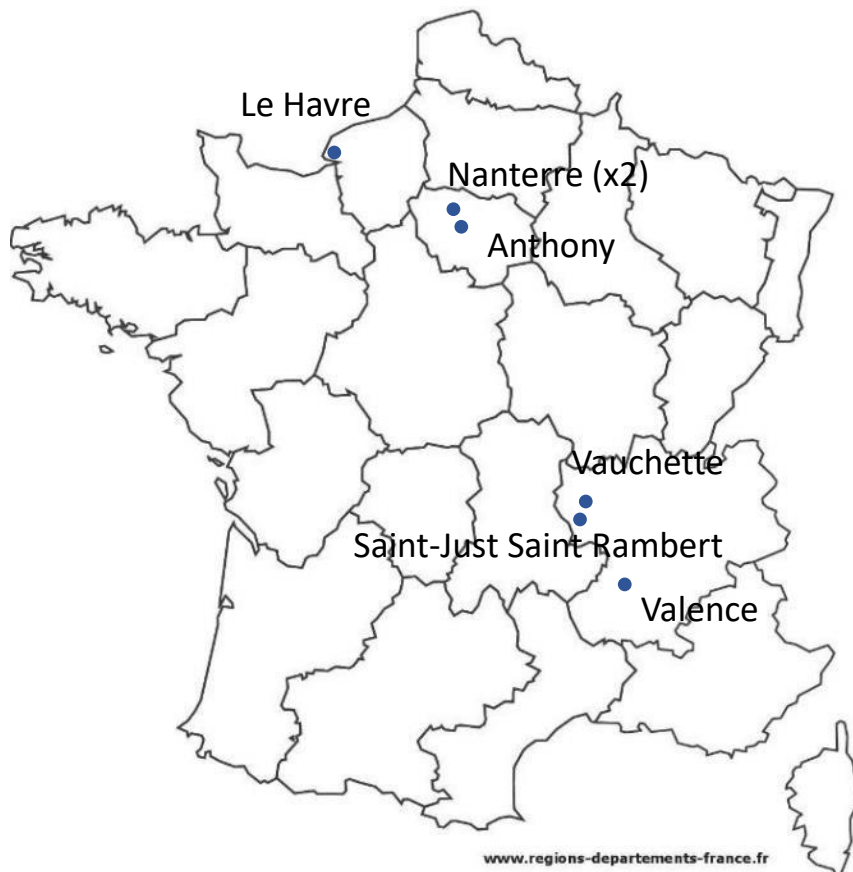 Le Havre
Nanterre (x2)
Anthony
Vauchette
Saint-Just Saint Rambert
Valence
www.regions-departements-france.fr